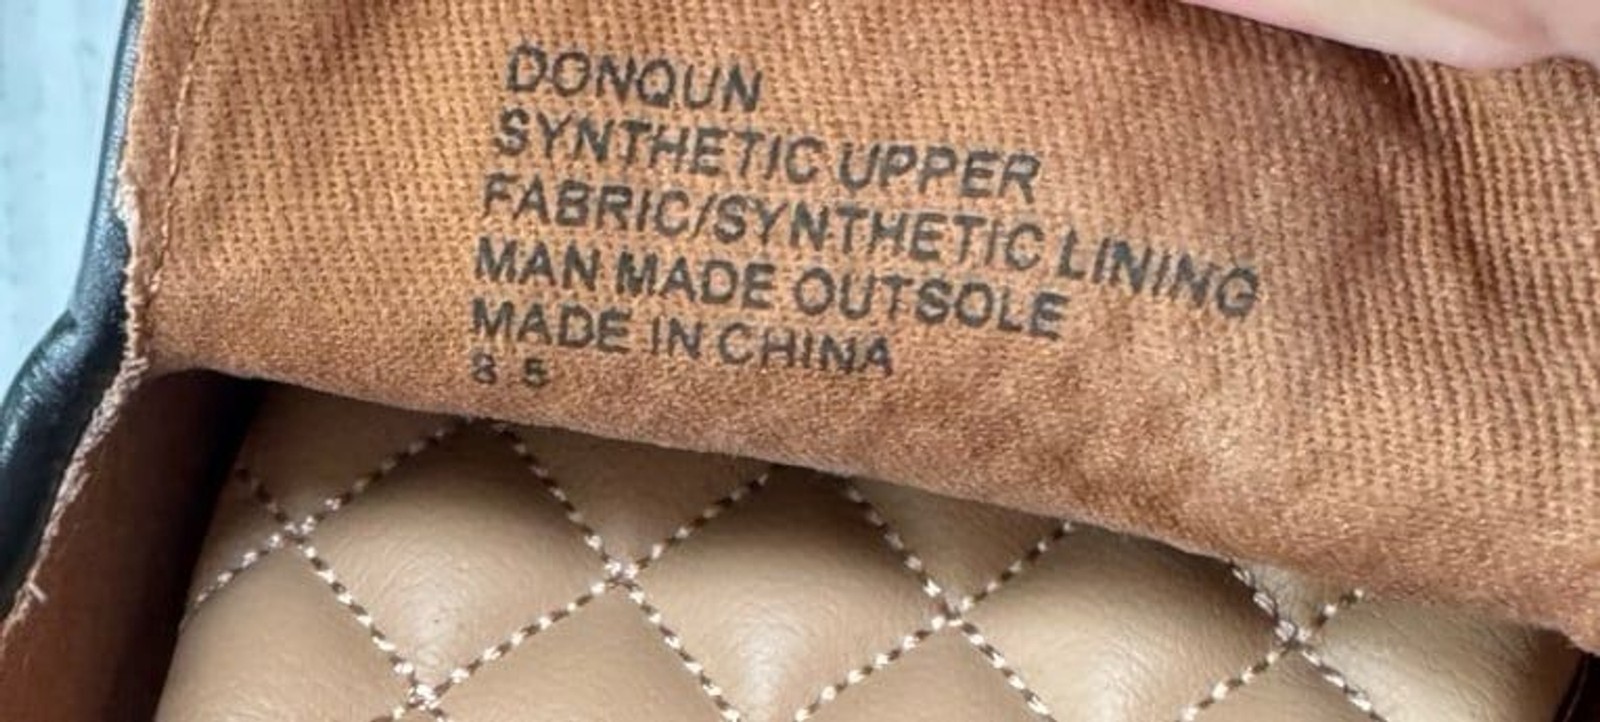 DONQUN
SYNTHETIC UPPER
FABRIC/SYNTHETIC LINING
MAN MADE OUTSOLE
MADE IN CHINA
8 5